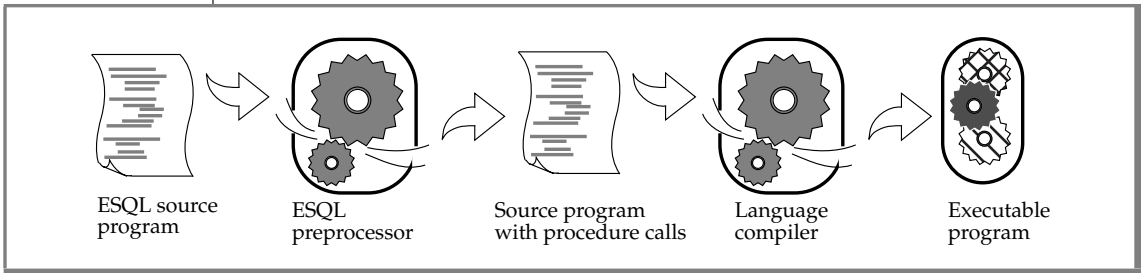 ESQL source
program
ESQL
preprocessor
Source program
with procedure calls
Language
compiler
Executable
program